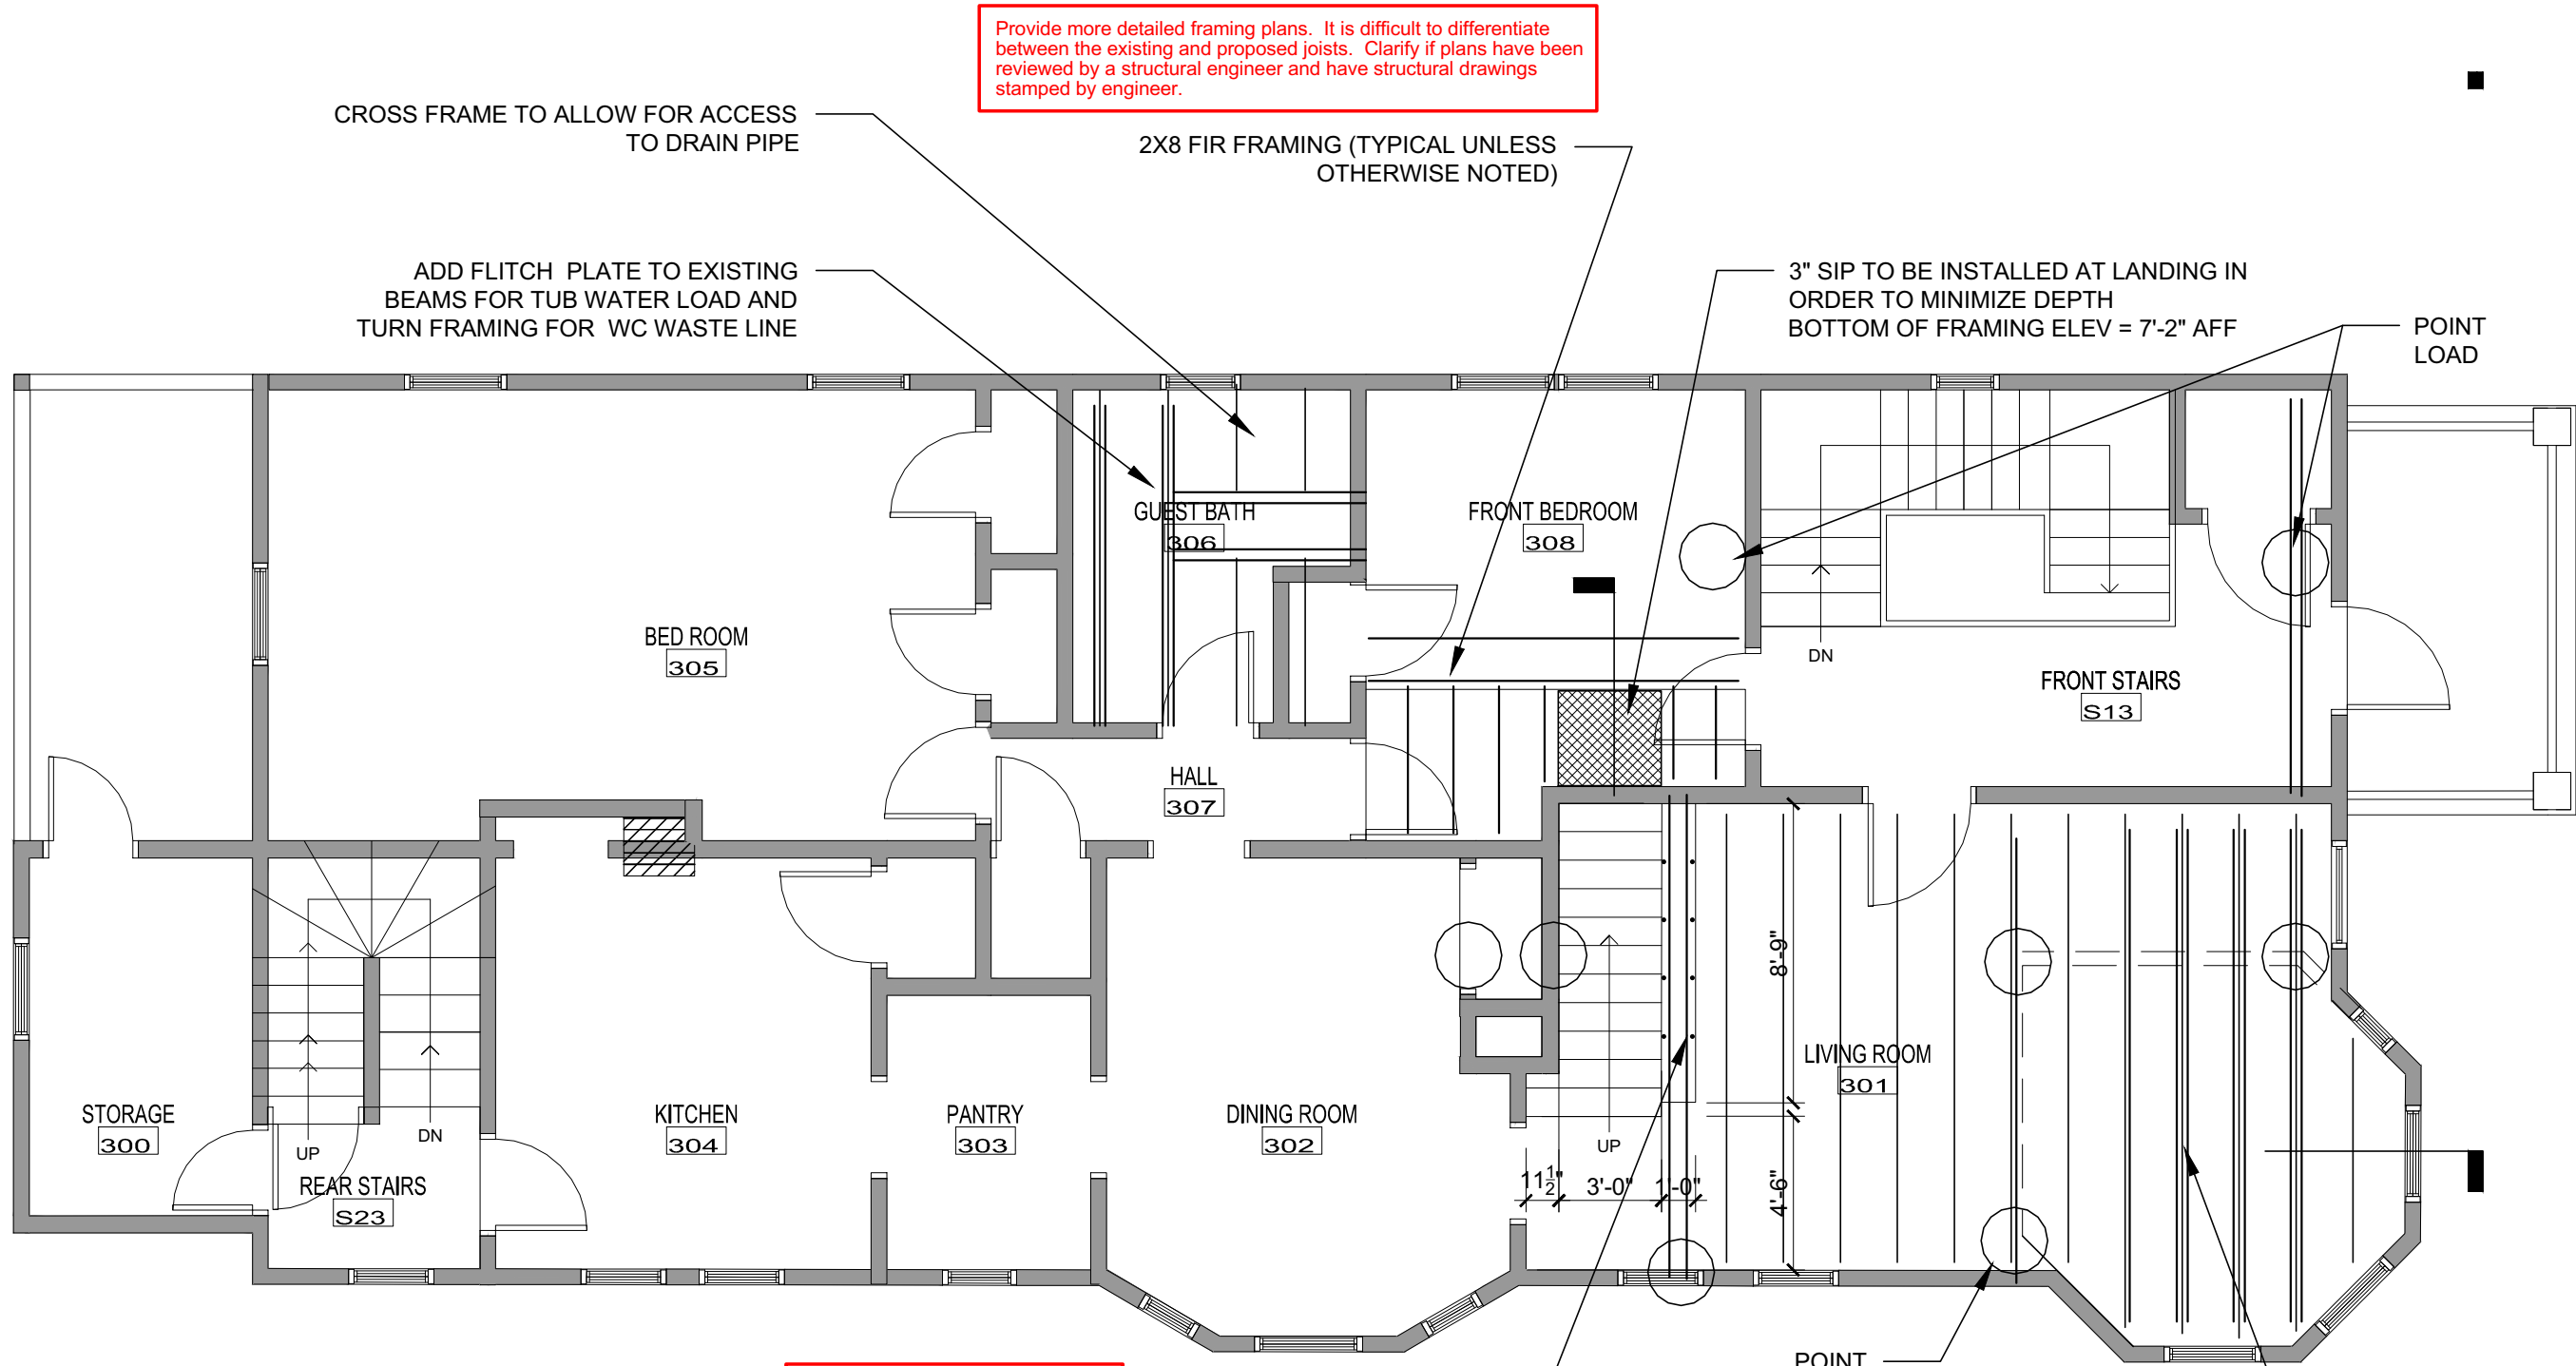 Provide more detailed framing plans. It is difficult to differentiate
between the existing and proposed joists. Clarify if plans have been
reviewed by a structural engineer and have structural drawings
stamped by engineer.
CROSS FRAME TO ALLOW FOR ACCESS
TO DRAIN PIPE
2X8 FIR FRAMING (TYPICAL UNLESS
OTHERWISE NOTED)
ADD FLITCH PLATE TO EXISTING
BEAMS FOR TUB WATER LOAD AND
TURN FRAMING FOR WC WASTE LINE
3" SIP TO BE INSTALLED AT LANDING IN
ORDER TO MINIMIZE DEPTH
BOTTOM OF FRAMING ELEV = 7'-2" AFF
POINT
LOAD
GUEST BATH
306
FRONT BEDROOM
308
BED ROOM
305
DN
FRONT STAIRS
S13
HALL
307
8'-9"
LIVING ROOM
301
STORAGE
300
UP
DN
REAR STAIRS
S23
KITCHEN
304
PANTRY
303
DINING ROOM
302
UP
11 1/2"
3'-0"
1'-0"
4'-6"
POINT